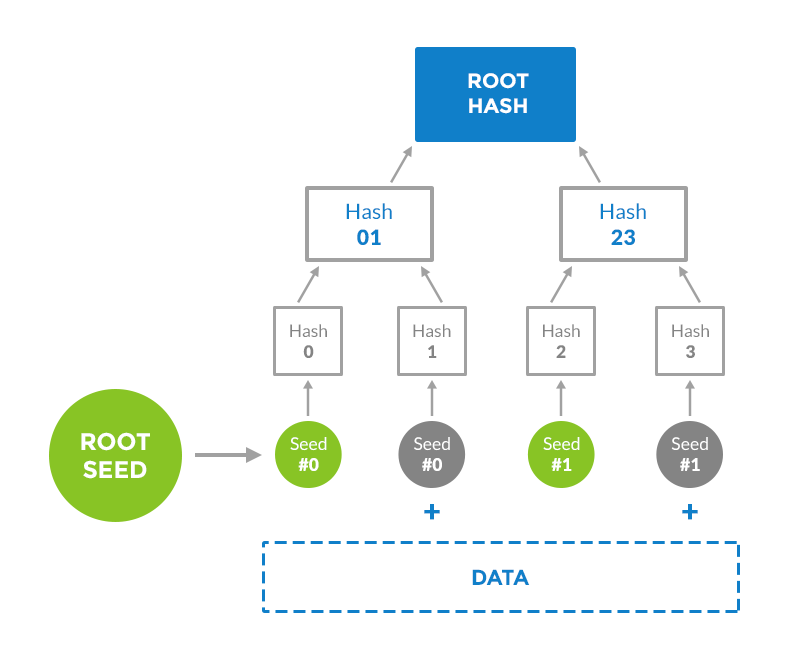 ROOT
HASH
Hash
01
Hash
23
Hash
0
Hash
1
Hash
2
Hash
3
ROOT
SEED
Seed
#0
Seed
#0
Seed
#1
Seed
#1
+
+
DATA